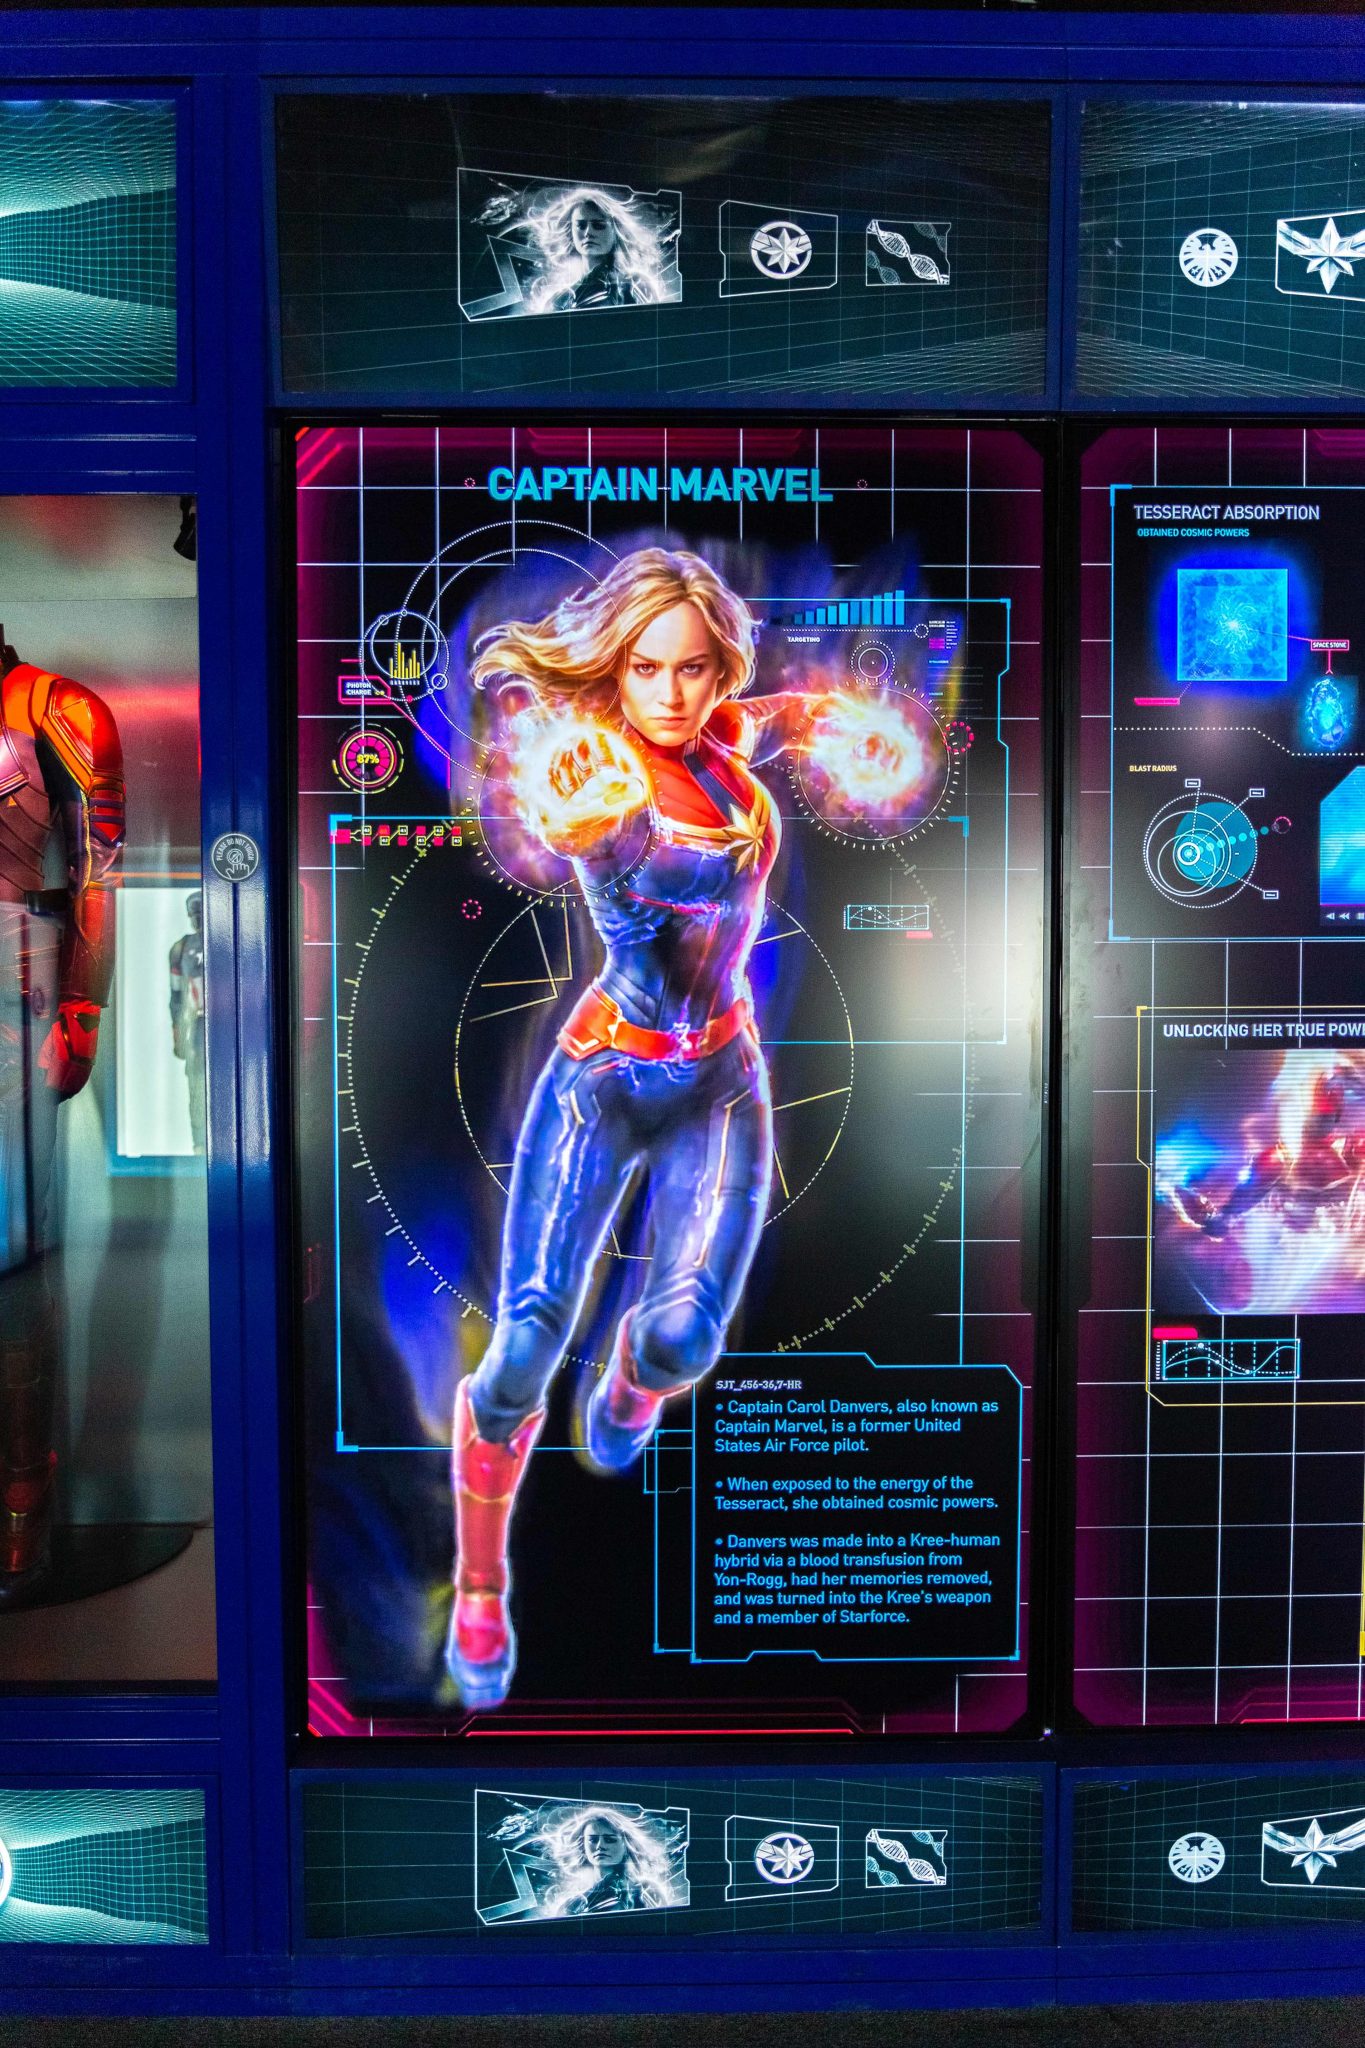 CAPTAIN MARVEL
TARGETING
PHOTON
CHARGE
87%
PLEASE DO NOT TOUCH
SJT_456-36,7-HR
• Captain Carol Danvers, also known as
Captain Marvel, is a former United
States Air Force pilot.
• When exposed to the energy of the
Tesseract, she obtained cosmic powers.
• Danvers was made into a Kree-human
hybrid via a blood transfusion from
Yon-Rogg, had her memories removed,
and was turned into the Kree's weapon
and a member of Starforce.
TESSERACT ABSORPTION
OBTAINED COSMIC POWERS
SPACE STONE
BLAST RADIUS
UNLOCKING HER TRUE POW